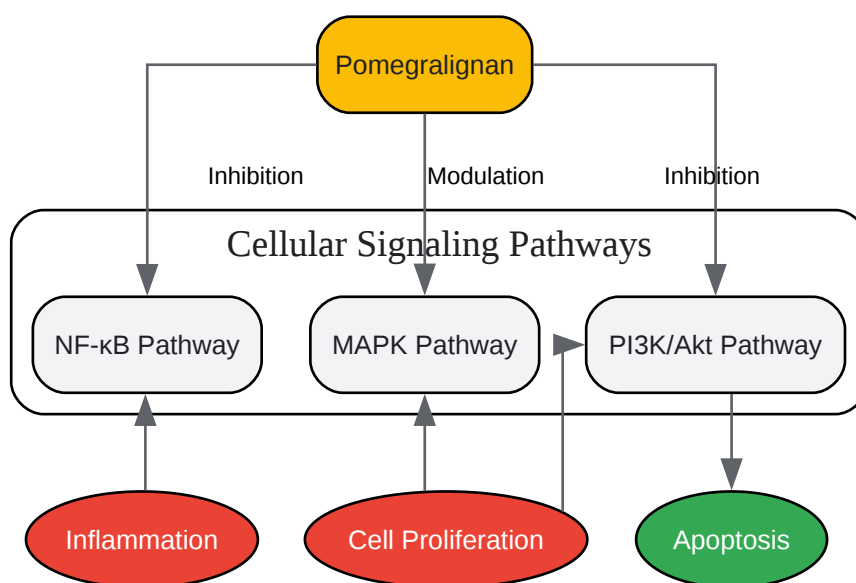 Pomegralignan
Inhibition
Modulation
Inhibition
Cellular Signaling Pathways
NF-κB Pathway
MAPK Pathway
PI3K/Akt Pathway
Inflammation
Cell Proliferation
Apoptosis